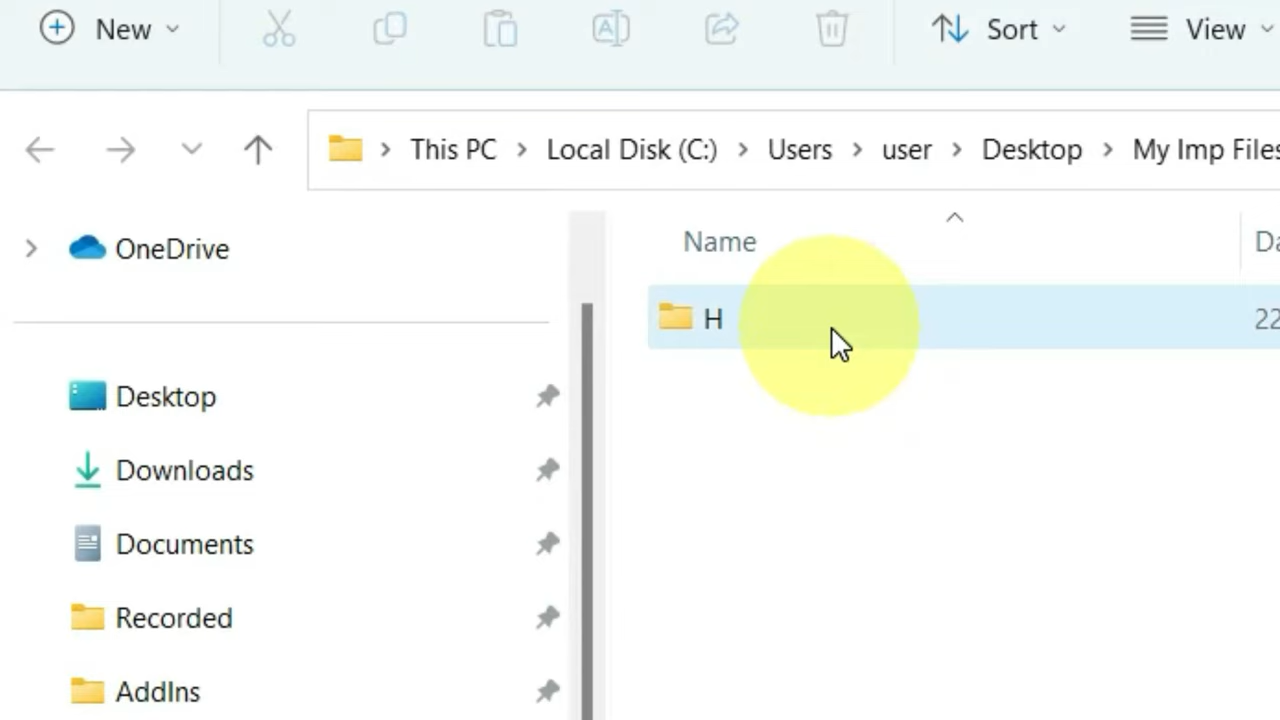 New
Sort
View
This PC > Local Disk (C:) > Users > user > Desktop > My Imp Files
OneDrive
Name
H
22
Desktop
Downloads
Documents
Recorded
AddIns